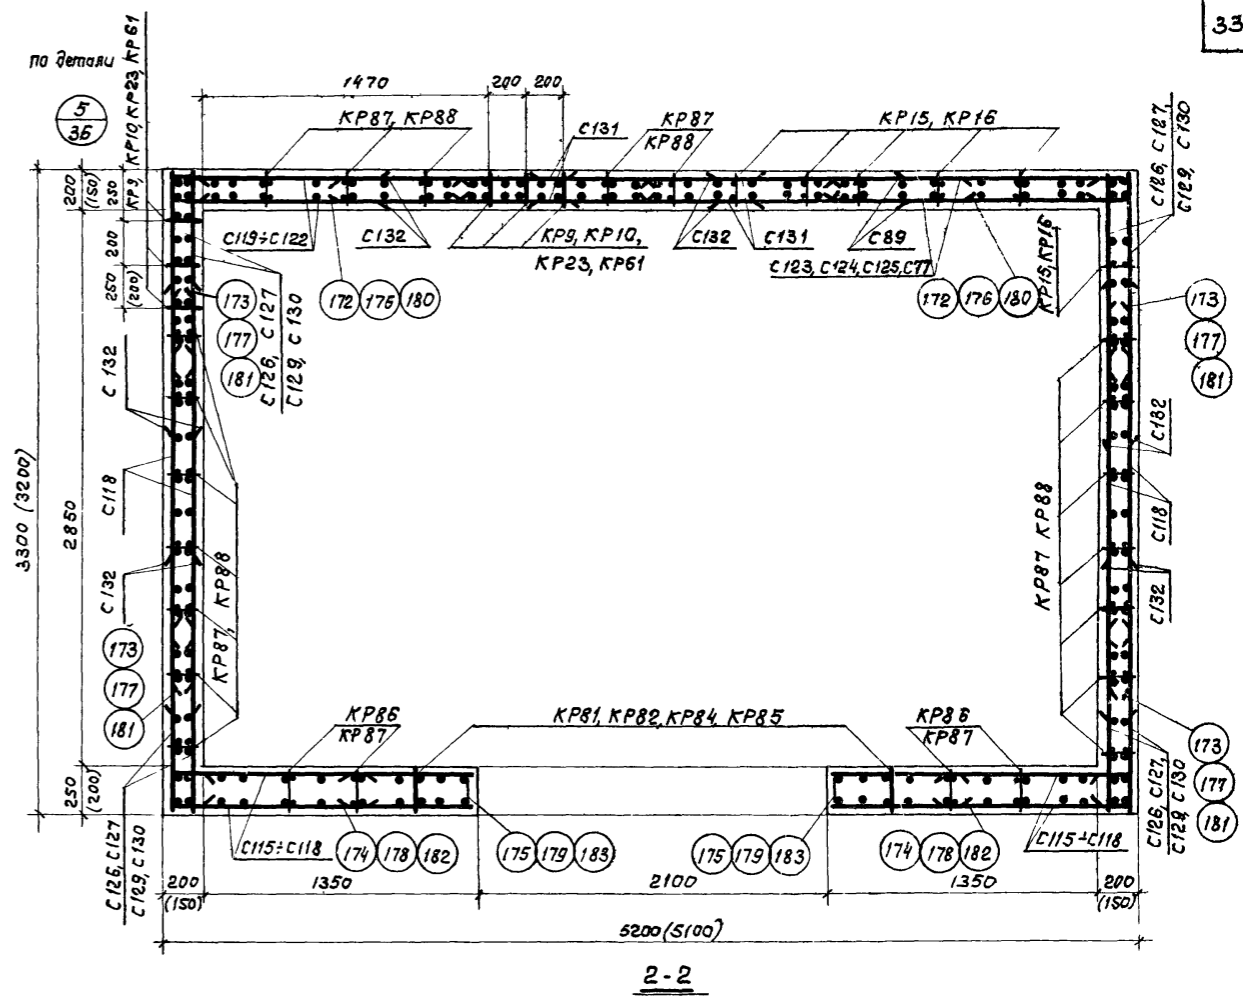 33
по детали
5
36
КР9, КР10, КР23, КР61
1470
200
200
КР87, КР88
С131
КР87
КР88
КР15, КР16
С126, С127,
С129, С130
200
(150)
250
200
250
(200)
С119÷С122
С132
КР9, КР10,
КР23, КР61
С132
С131
С89
С123, С124, С125, С77
КР15, КР16
173
177
181
С126, С127
С129, С130
172
176
180
172
176
180
173
177
181
С132
С118
С132
3300 (3200)
2850
КР87, КР88
КР87 КР88
С132
С118
С132
173
177
181
КР86
КР87
КР81, КР82, КР84, КР85
КР86
КР87
173
177
181
250
(200)
С126, С127
С129, С130
С115÷С118
174
178
182
175
179
183
175
179
183
174
178
182
С115÷С118
С126, С127,
С129, С130
200
(150)
1350
2100
1350
200
(150)
5200 (5100)
2-2